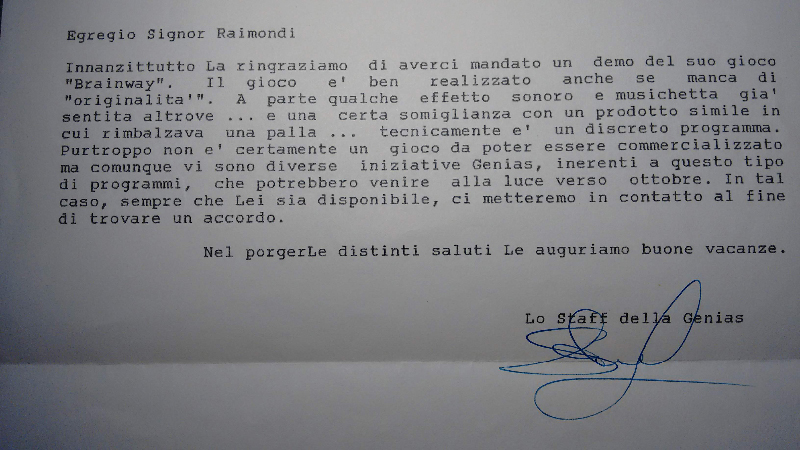 Egregio Signor Raimondi
Innanzittutto La ringraziamo di averci mandato un demo del suo gioco
"Brainway". Il gioco e' ben realizzato anche se manca di
"originalita'". A parte qualche effetto sonoro e musichetta gia'
sentita altrove ... e una certa somiglianza con un prodotto simile in
cui rimbalzava una palla ... tecnicamente e' un discreto programma.
Purtroppo non e' certamente un gioco da poter essere commercializzato
ma comunque vi sono diverse iniziative Genias, inerenti a questo tipo
di programmi, che potrebbero venire alla luce verso ottobre. In tal
caso, sempre che Lei sia disponibile, ci metteremo in contatto al fine
di trovare un accordo.
Nel porgerLe distinti saluti Le auguriamo buone vacanze.
Lo Staff della Genias